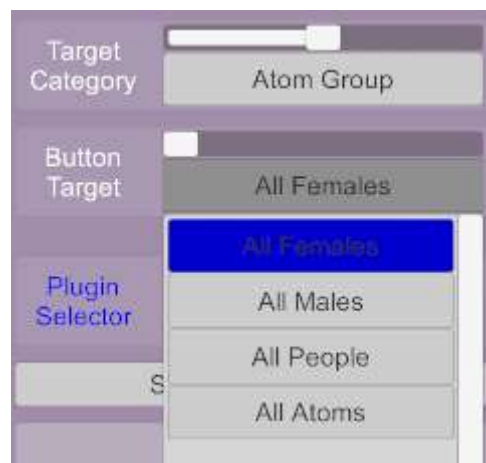 Target
Category
Atom Group
Button
Target
All Females
All Females
All Males
Plugin
Selector
All People
S
All Atoms